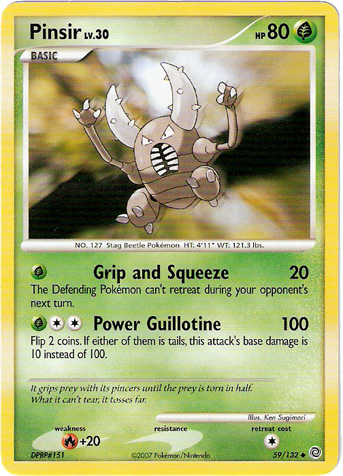 Pinsir LV.30 HP 80
BASIC
NO. 127 Stag Beetle Pokémon HT: 4'11" WT: 121.3 lbs.
Grip and Squeeze 20
The Defending Pokémon can't retreat during your opponent's
next turn.
Power Guillotine 100
Flip 2 coins. If either of them is tails, this attack's base damage is
10 instead of 100.
It grips prey with its pincers until the prey is torn in half.
What it can't tear, it tosses far.
Illus. Ken Sugimori
weakness resistance retreat cost
+20
DPBP#151 ©2007 Pokémon/Nintendo 59/132